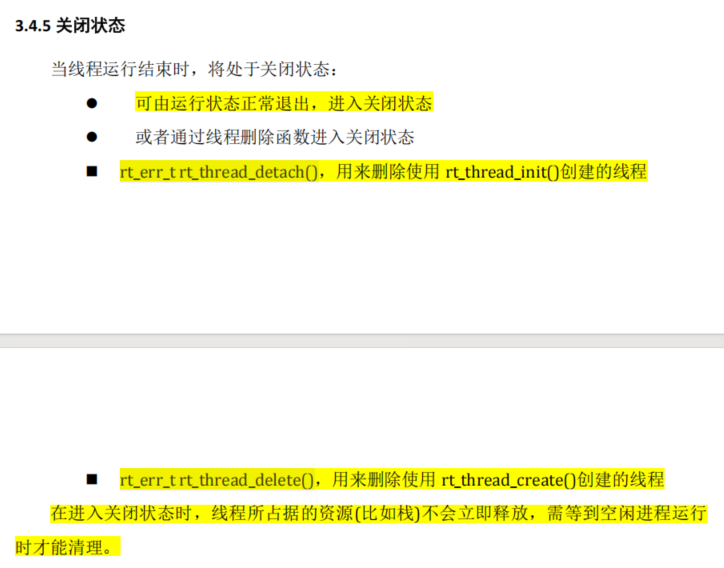 3.4.5 关闭状态
当线程运行结束时，将处于关闭状态：
● 可由运行状态正常退出，进入关闭状态
● 或者通过线程删除函数进入关闭状态
■ rt_err_t rt_thread_detach()，用来删除使用 rt_thread_init()创建的线程
■ rt_err_t rt_thread_delete()，用来删除使用 rt_thread_create()创建的线程
在进入关闭状态时，线程所占据的资源(比如栈)不会立即释放，需等到空闲进程运行
时才能清理。